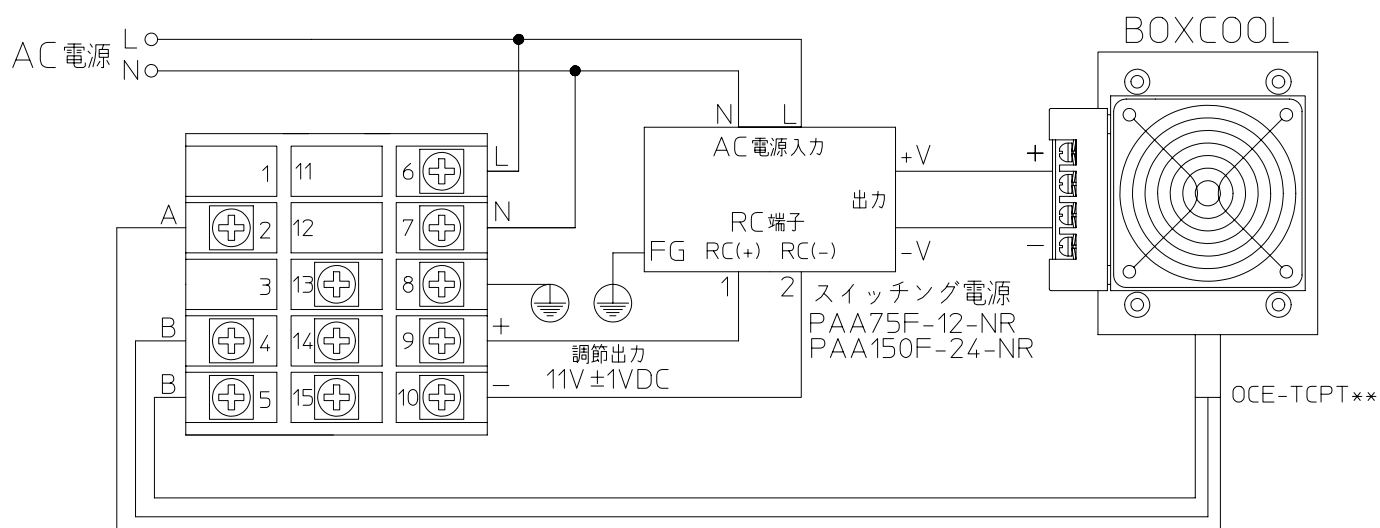 BOXCOOL
AC電源
L
N
N
L
AC電源入力
+V
出力
RC端子
FG
RC(+)
RC(-)
-V
1
2
スイッチング電源
PAA75F-12-NR
PAA150F-24-NR
+
-
1
11
6
L
A
2
12
7
N
3
13
8
B
4
14
9
+
調節出力
11V±1VDC
B
5
15
10
-
OCE-TCPT**